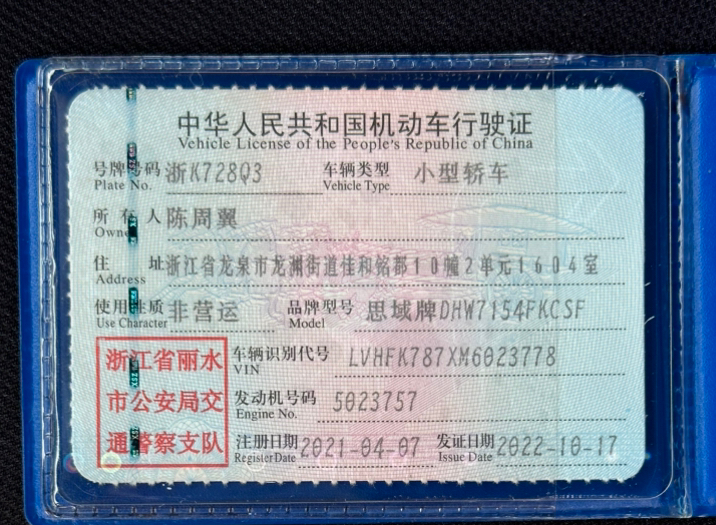 中华人民共和国机动车行驶证
Vehicle License of the People's Republic of China
号牌号码 浙K728Q3 车辆类型 小型轿车
Plate No. Vehicle Type
所有人 陈周翼
Owner
住址 浙江省龙泉市龙渊街道佳和铭都10幢2单元1604室
Address
使用性质 非营运 品牌型号 思域牌DHW7154FKCSF
Use Character Model
浙江省丽水
市公安局交
通警察支队
车辆识别代号 LVHFK787XM6023778
VIN
发动机号码 5023757
Engine No.
注册日期 2021-04-07 发证日期 2022-10-17
Register Date Issue Date